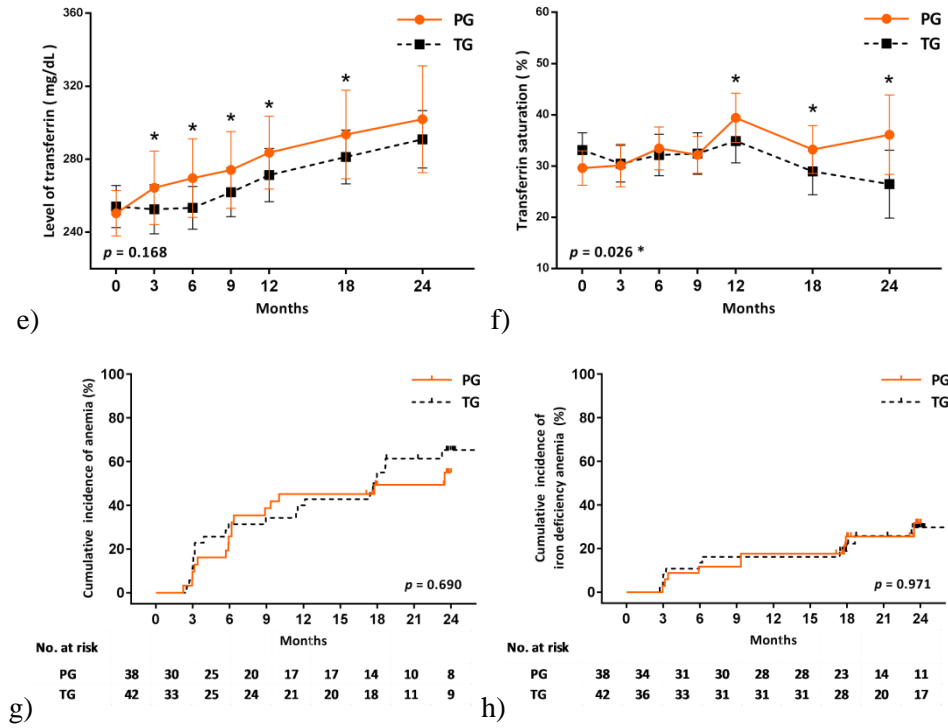 PG
TG
Level of transferrin ( mg/dL )
360
320
280
240
* * * * *
p = 0.168
0 3 6 9 12 18 24
Months
e)
PG
TG
Transferrin saturation ( % )
60
50
40
30
20
10
* * *
p = 0.026 *
0 3 6 9 12 18 24
Months
f)
PG
TG
Cumulative incidence of anemia (%)
100
80
60
40
20
0
p = 0.690
0 3 6 9 12 15 18 21 24
Months
No. at risk
PG 38 30 25 20 17 17 14 10 8
TG 42 33 25 24 21 20 18 11 9
g)
PG
TG
Cumulative incidence of
iron deficiency anemia (%)
100
80
60
40
20
0
p = 0.971
0 3 6 9 12 15 18 21 24
Months
No. at risk
PG 38 34 31 30 28 28 23 14 11
TG 42 36 33 31 31 31 28 20 17
h)